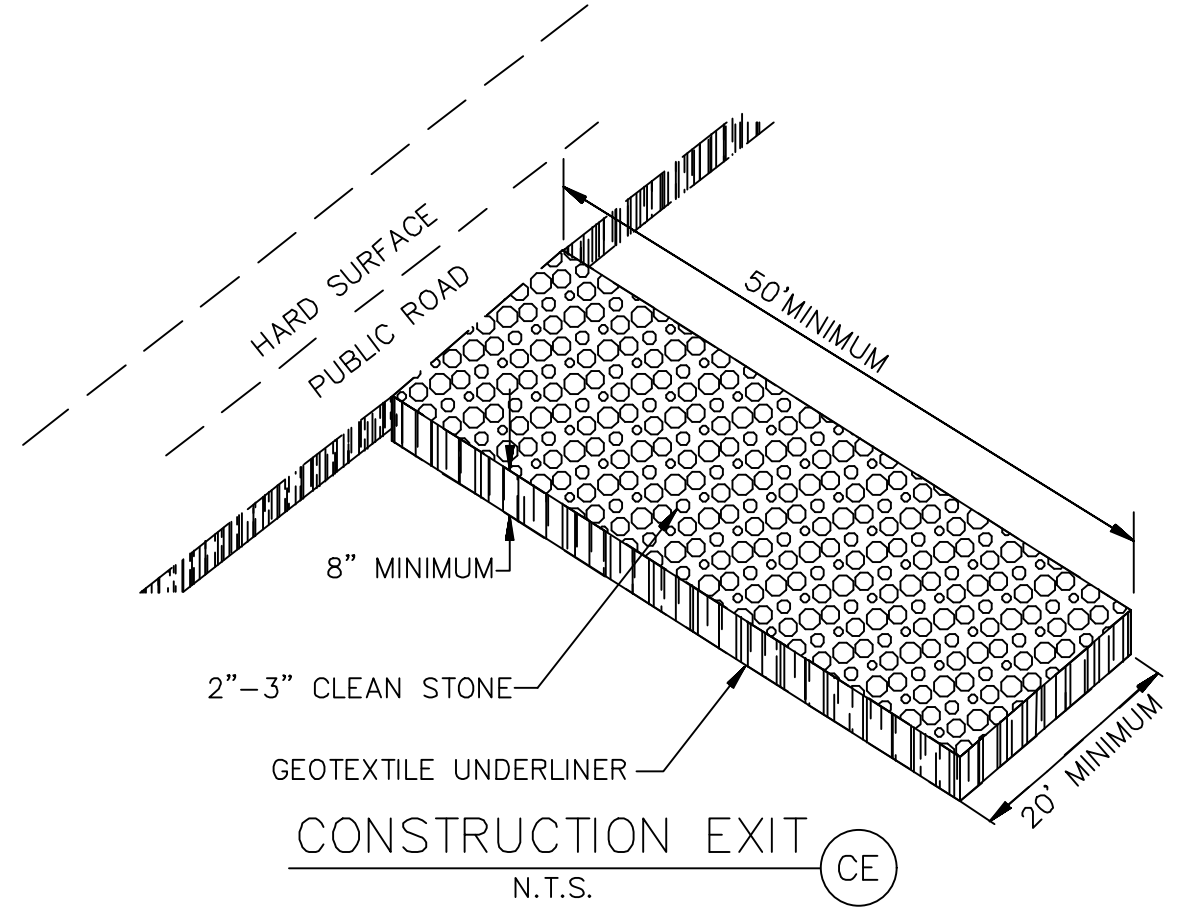 HARD SURFACE
PUBLIC ROAD
50'MINIMUM
8” MINIMUM
2”–3” CLEAN STONE
GEOTEXTILE UNDERLINER
20' MINIMUM
CONSTRUCTION EXIT
CE
N.T.S.